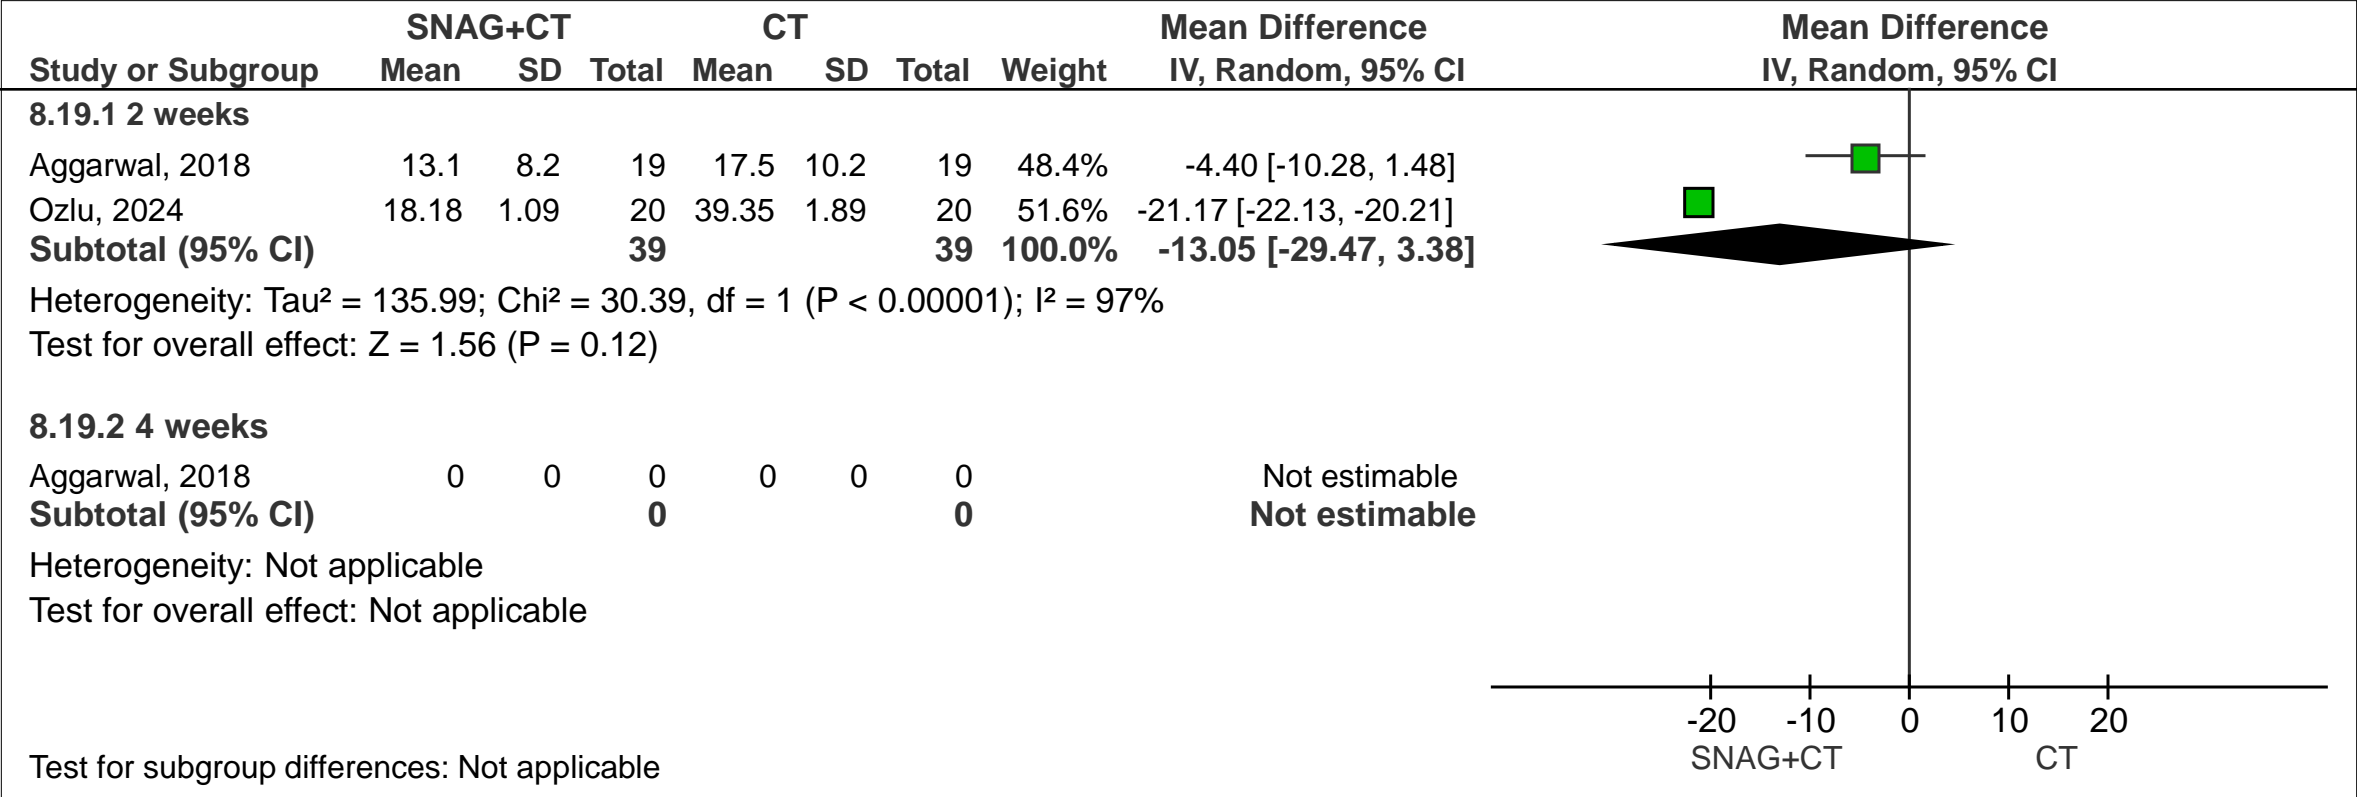 SNAG+CT CT Mean Difference Mean Difference
Study or Subgroup Mean SD Total Mean SD Total Weight IV, Random, 95% CI IV, Random, 95% CI
8.19.1 2 weeks
Aggarwal, 2018 13.1 8.2 19 17.5 10.2 19 48.4% -4.40 [-10.28, 1.48]
Ozlu, 2024 18.18 1.09 20 39.35 1.89 20 51.6% -21.17 [-22.13, -20.21]
Subtotal (95% CI) 39 39 100.0% -13.05 [-29.47, 3.38]
Heterogeneity: Tau² = 135.99; Chi² = 30.39, df = 1 (P < 0.00001); I² = 97%
Test for overall effect: Z = 1.56 (P = 0.12)
8.19.2 4 weeks
Aggarwal, 2018 0 0 0 0 0 0 Not estimable
Subtotal (95% CI) 0 0 Not estimable
Heterogeneity: Not applicable
Test for overall effect: Not applicable
-20 -10 0 10 20
SNAG+CT CT
Test for subgroup differences: Not applicable